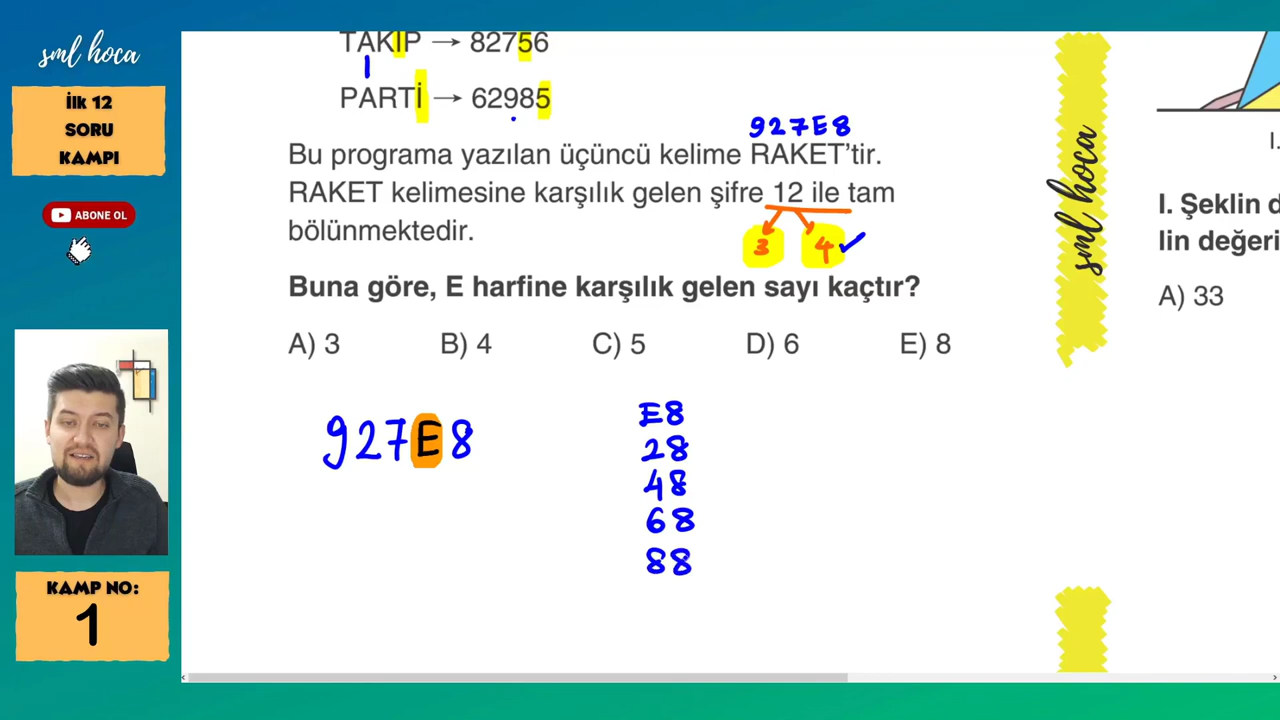 sml hoca
İlk 12
SORU
KAMPI
ABONE OL
KAMP NO:
1
TAKIP → 82756
PARTİ → 62985
927E8
Bu programa yazılan üçüncü kelime RAKET'tir.
RAKET kelimesine karşılık gelen şifre 12 ile tam
bölünmektedir.
3 4
Buna göre, E harfine karşılık gelen sayı kaçtır?
A) 3 B) 4 C) 5 D) 6 E) 8
927E8
E8
28
48
68
88
sml hoca
I.
I. Şeklin
lin değeri
A) 33